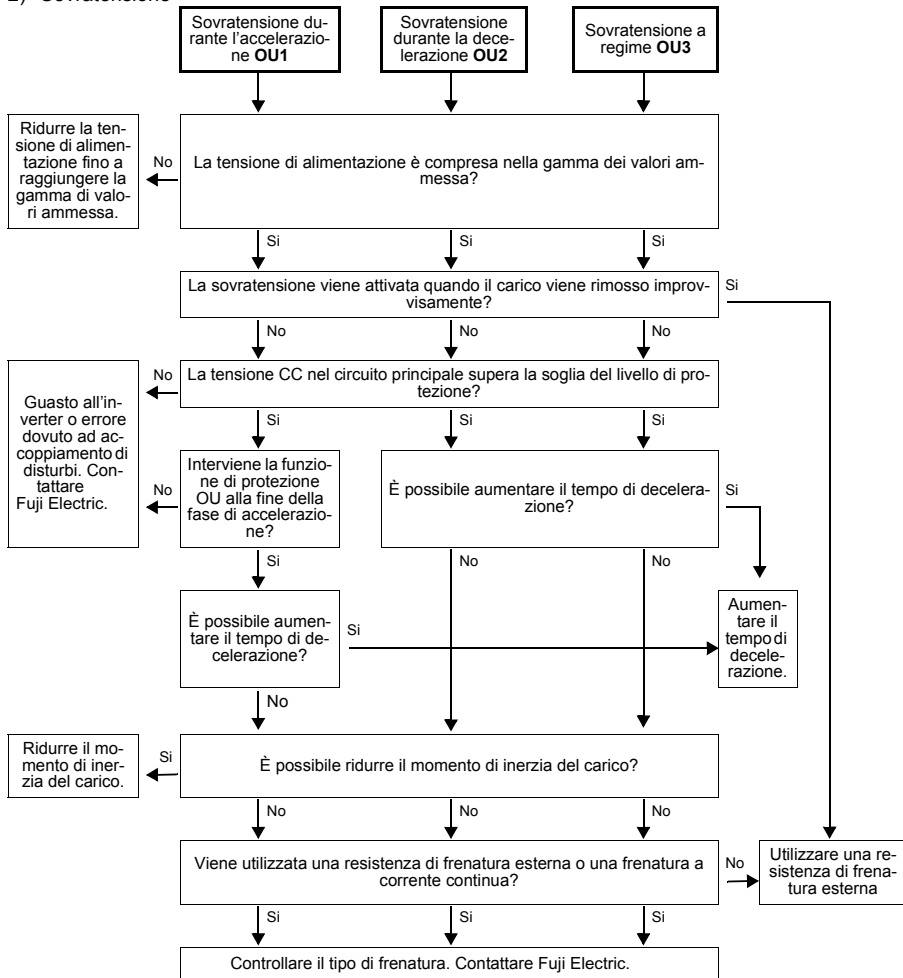 2) Sovratensione
Sovratensione du-
rante l'accelerazio-
ne OU1
Sovratensione
durante la dece-
lerazione OU2
Sovratensione a
regime OU3
Ridurre la ten-
sione di alimen-
tazione fino a
raggiungere la
gamma di valo-
ri ammessa.
No
La tensione di alimentazione è compresa nella gamma dei valori am-
messa?
Si
Si
Si
La sovratensione viene attivata quando il carico viene rimosso improv-
visamente?
Si
No
No
No
Guasto all'in-
verter o errore
dovuto ad ac-
coppiamento di
disturbi. Con-
tattare
Fuji Electric.
No
La tensione CC nel circuito principale supera la soglia del livello di pro-
tezione?
Si
Si
Si
No
Interviene la funzio-
ne di protezione
OU alla fine della
fase di accelerazio-
ne?
È possibile aumentare il tempo di decelera-
zione?
Si
Si
No
No
È possibile aumen-
tare il tempo di de-
celerazione?
Si
Aumen-
tare il
tempo di
decele-
razione.
No
Ridurre il mo-
mento di iner-
zia del carico.
Si
È possibile ridurre il momento di inerzia del carico?
No
No
No
Viene utilizzata una resistenza di frenatura esterna o una frenatura a
corrente continua?
No
Utilizzare una re-
sistenza di frena-
tura esterna
Si
Si
Si
Controllare il tipo di frenatura. Contattare Fuji Electric.